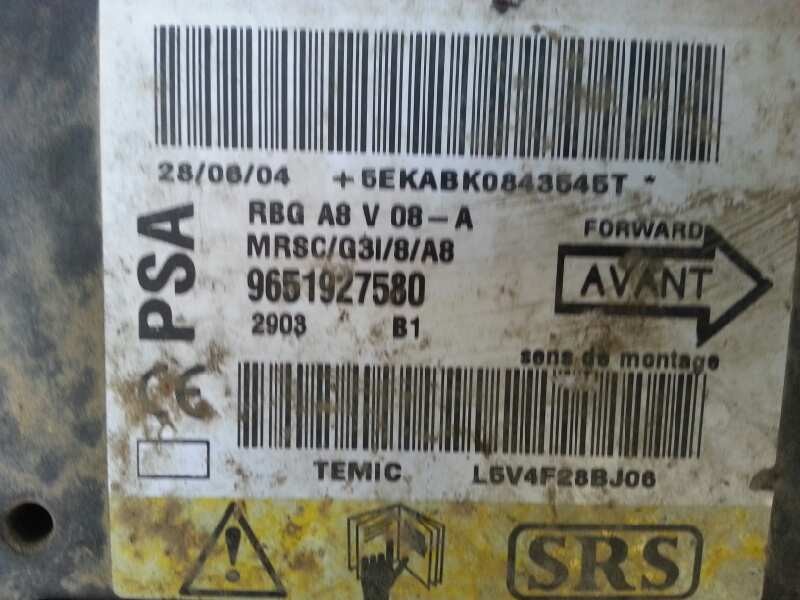 28/06/04 +5EKABK0843545T *
PSA
RBG A8 V 08-A
MRSC/G3I/8/A8
9651927580
2903 B1
FORWARD
AVANT
sens de montage
CE
TEMIC L5V4F28BJ06
SRS